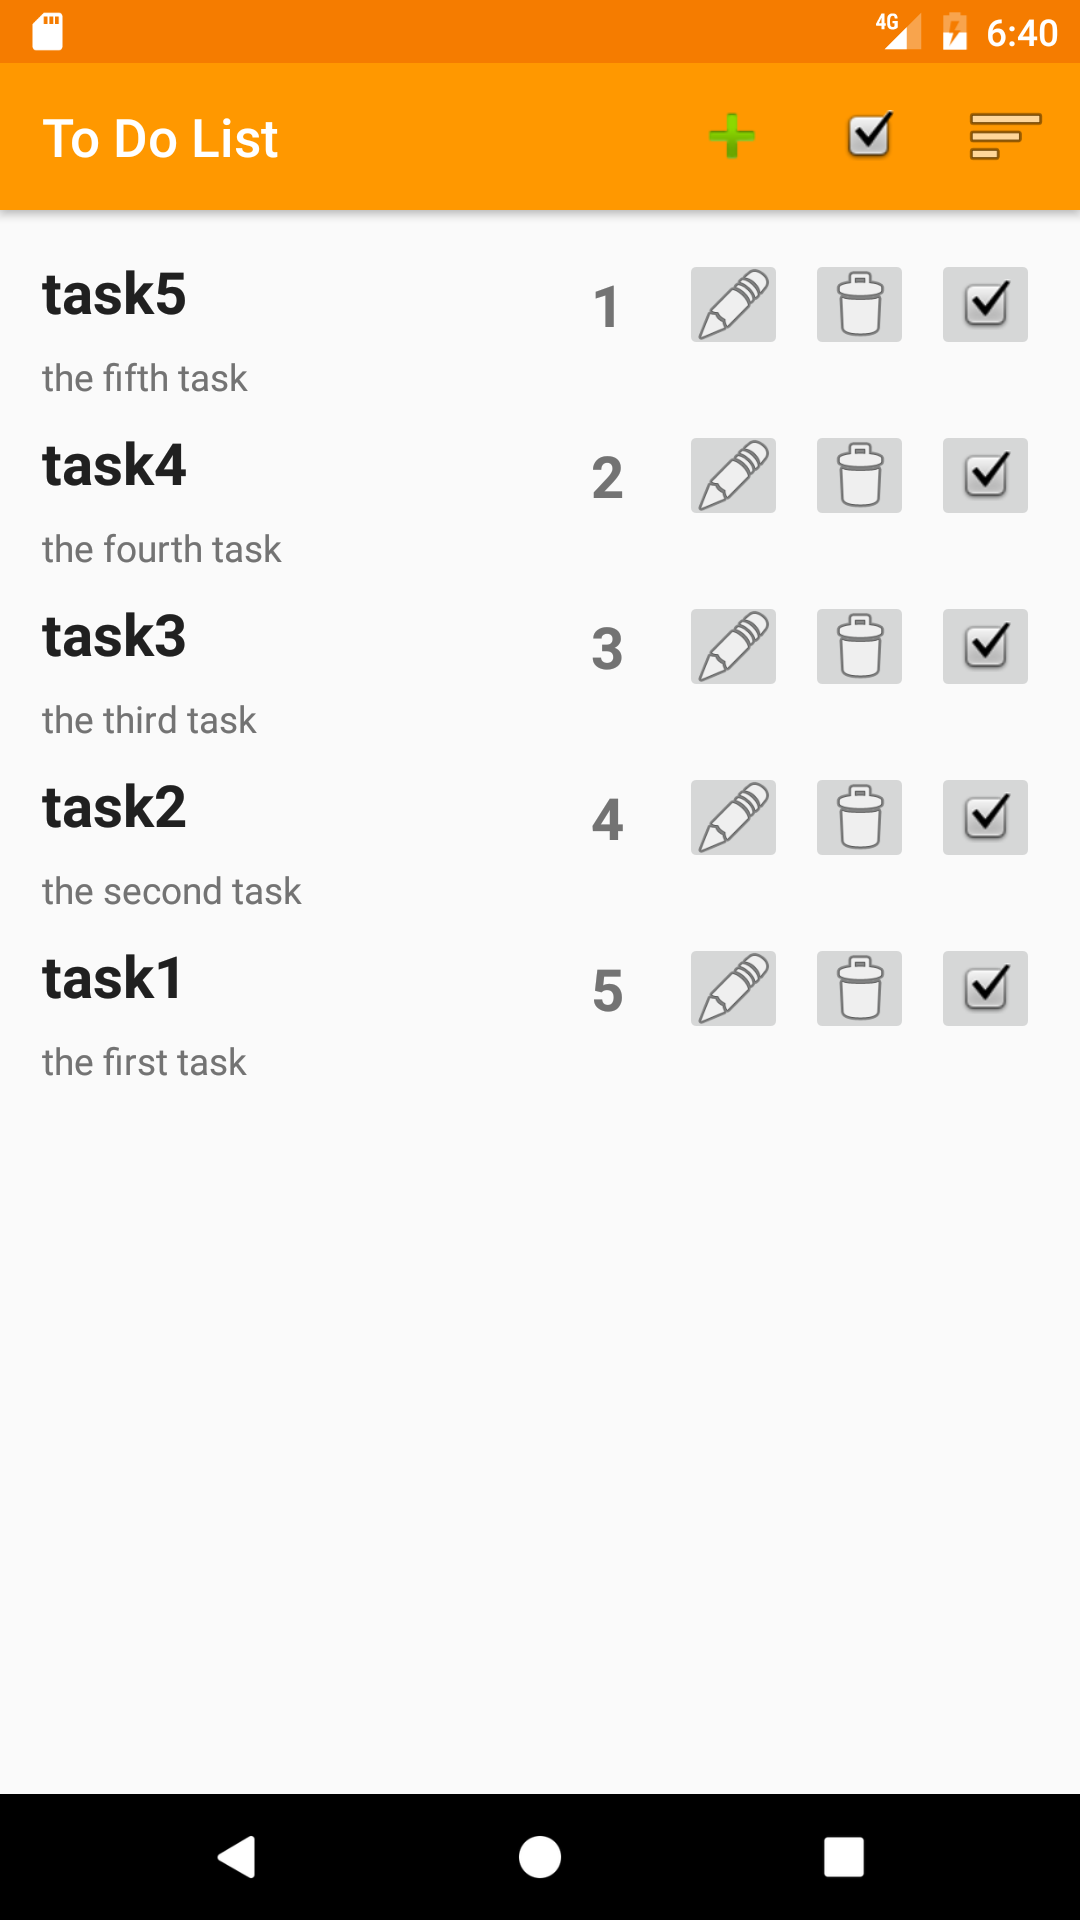 4G 6:40
To Do List
task5 1
the fifth task
task4 2
the fourth task
task3 3
the third task
task2 4
the second task
task1 5
the first task